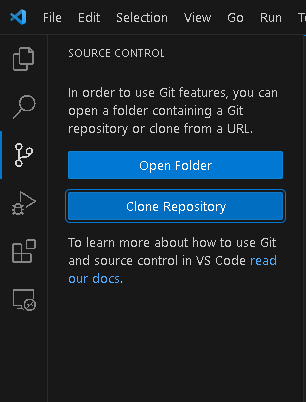 File Edit Selection View Go Run
SOURCE CONTROL
In order to use Git features, you can
open a folder containing a Git
repository or clone from a URL.
Open Folder
Clone Repository
To learn more about how to use Git
and source control in VS Code read
our docs.